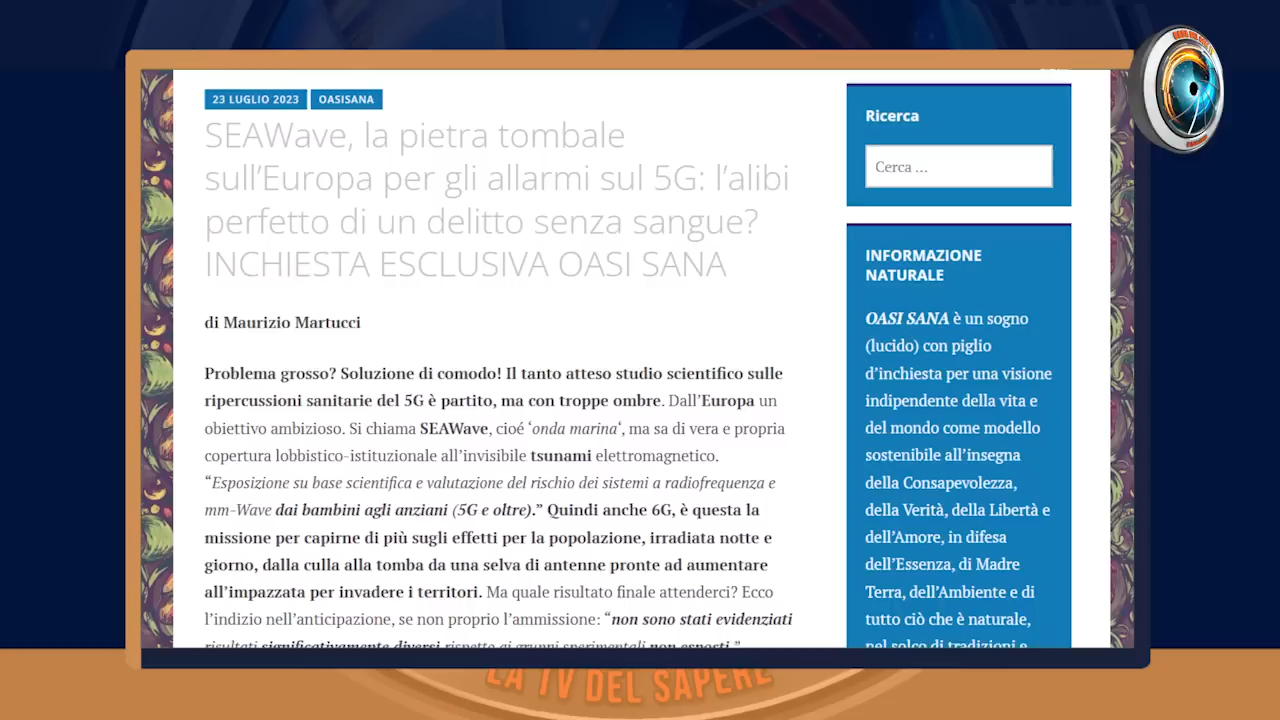 23 LUGLIO 2023
OASISANA
SEAWave, la pietra tombale
sull’Europa per gli allarmi sul 5G: l’alibi
perfetto di un delitto senza sangue?
INCHIESTA ESCLUSIVA OASI SANA
di Maurizio Martucci
Problema grosso? Soluzione di comodo! Il tanto atteso studio scientifico sulle
ripercussioni sanitarie del 5G è partito, ma con troppe ombre. Dall’Europa un
obiettivo ambizioso. Si chiama SEAWave, cioé ‘onda marina‘, ma sa di vera e propria
copertura lobbistico-istituzionale all’invisibile tsunami elettromagnetico.
“Esposizione su base scientifica e valutazione del rischio dei sistemi a radiofrequenza e
mm-Wave dai bambini agli anziani (5G e oltre).” Quindi anche 6G, è questa la
missione per capirne di più sugli effetti per la popolazione, irradiata notte e
giorno, dalla culla alla tomba da una selva di antenne pronte ad aumentare
all’impazzata per invadere i territori. Ma quale risultato finale attenderci? Ecco
l’indizio nell’anticipazione, se non proprio l’ammissione: “non sono stati evidenziati
risultati significativamente diversi rispetto ai gruppi sperimentali non esposti.”
Ricerca
Cerca …
INFORMAZIONE
NATURALE
OASI SANA è un sogno
(lucido) con piglio
d’inchiesta per una visione
indipendente della vita e
del mondo come modello
sostenibile all’insegna
della Consapevolezza,
della Verità, della Libertà e
dell’Amore, in difesa
dell’Essenza, di Madre
Terra, dell’Ambiente e di
tutto ciò che è naturale,
nel solco di tradizioni e
LA TV DEL SAPERE